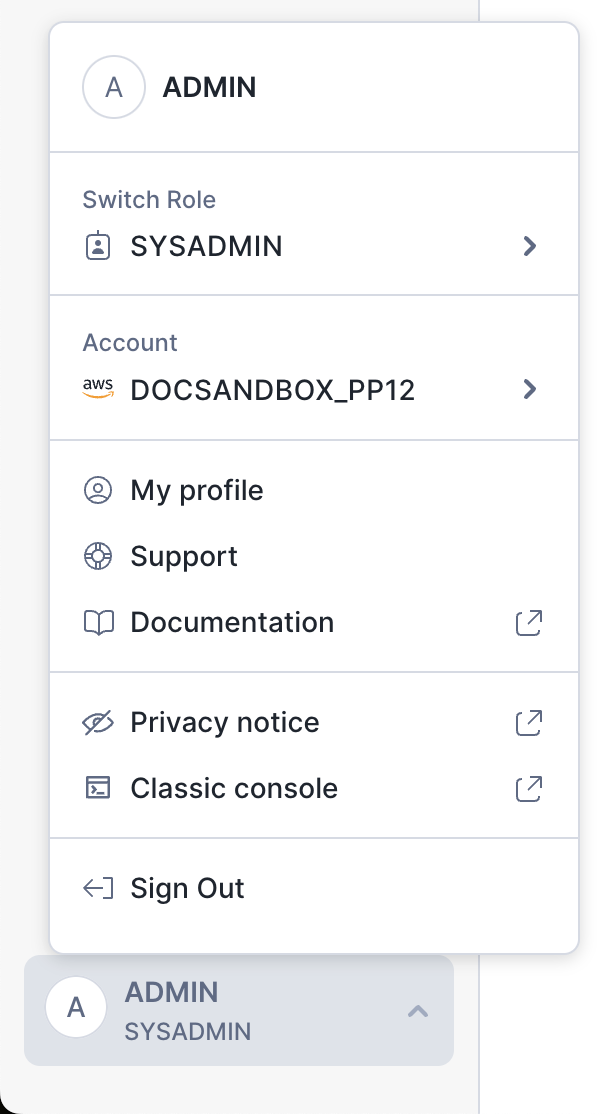 A ADMIN
Switch Role
SYSADMIN
Account
aws DOCSANDBOX_PP12
My profile
Support
Documentation
Privacy notice
Classic console
Sign Out
A ADMIN
SYSADMIN